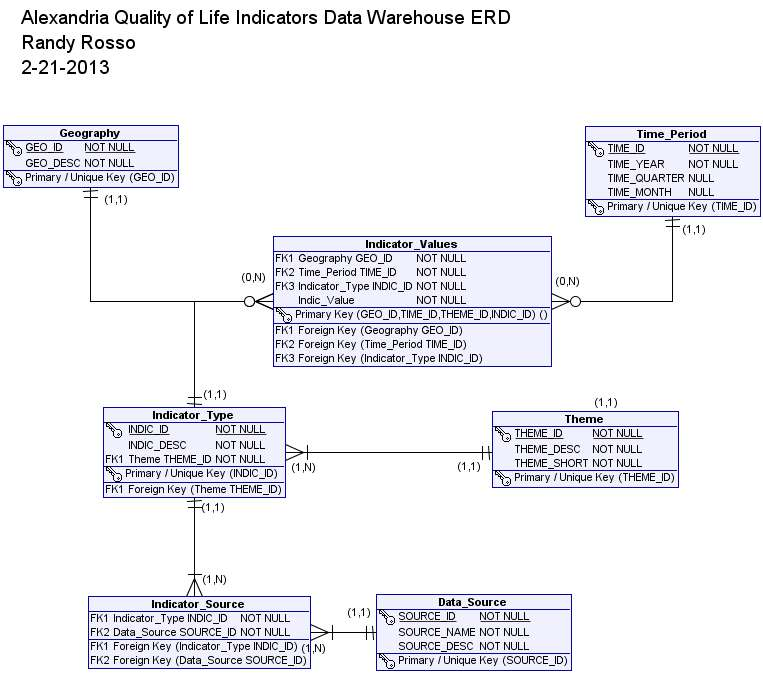 Alexandria Quality of Life Indicators Data Warehouse ERD
Randy Rosso
2-21-2013
Geography
GEO_ID NOT NULL
GEO_DESC NOT NULL
Primary / Unique Key (GEO_ID)
(1,1)
Time_Period
TIME_ID NOT NULL
TIME_YEAR NOT NULL
TIME_QUARTER NULL
TIME_MONTH NULL
Primary / Unique Key (TIME_ID)
(1,1)
Indicator_Values
FK1 Geography GEO_ID NOT NULL
FK2 Time_Period TIME_ID NOT NULL
FK3 Indicator_Type INDIC_ID NOT NULL
Indic_Value NOT NULL
Primary Key (GEO_ID,TIME_ID,THEME_ID,INDIC_ID) ()
FK1 Foreign Key (Geography GEO_ID)
FK2 Foreign Key (Time_Period TIME_ID)
FK3 Foreign Key (Indicator_Type INDIC_ID)
(0,N)
(0,N)
(1,1)
Indicator_Type
INDIC_ID NOT NULL
INDIC_DESC NOT NULL
FK1 Theme THEME_ID NOT NULL
Primary / Unique Key (INDIC_ID)
FK1 Foreign Key (Theme THEME_ID)
(1,N)
(1,1)
(1,1)
Theme
THEME_ID NOT NULL
THEME_DESC NOT NULL
THEME_SHORT NOT NULL
Primary / Unique Key (THEME_ID)
(1,1)
(1,N)
Indicator_Source
FK1 Indicator_Type INDIC_ID NOT NULL
FK2 Data_Source SOURCE_ID NOT NULL
FK1 Foreign Key (Indicator_Type INDIC_ID)
FK2 Foreign Key (Data_Source SOURCE_ID)
(1,N)
(1,1)
Data_Source
SOURCE_ID NOT NULL
SOURCE_NAME NOT NULL
SOURCE_DESC NOT NULL
Primary / Unique Key (SOURCE_ID)